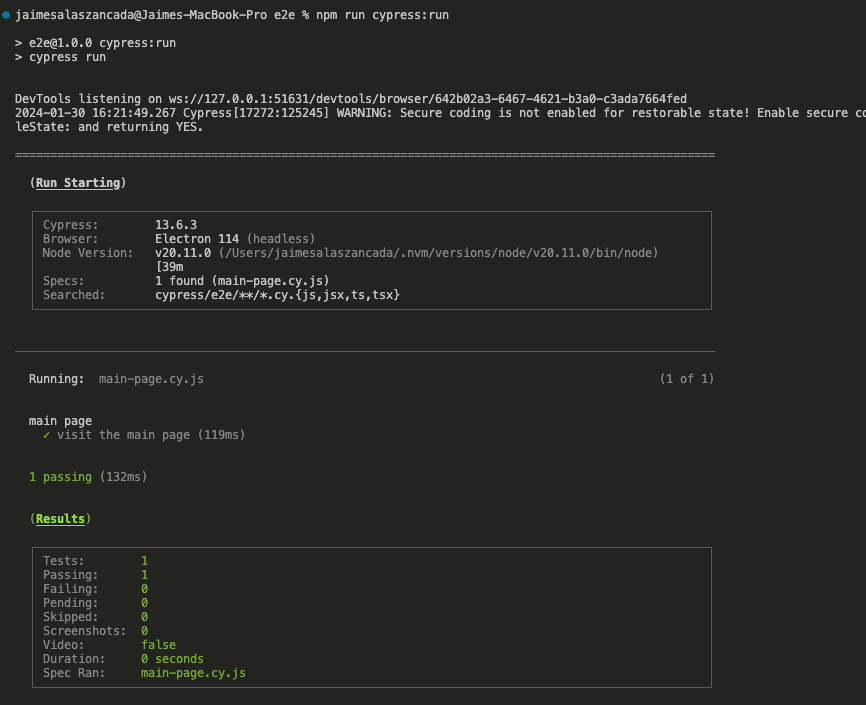 jaimesalaszancada@Jaimes-MacBook-Pro e2e % npm run cypress:run
> e2e@1.0.0 cypress:run
> cypress run
DevTools listening on ws://127.0.0.1:51631/devtools/browser/642b02a3-6467-4621-b3a0-c3ada7664fed
2024-01-30 16:21:49.267 Cypress[17272:125245] WARNING: Secure coding is not enabled for restorable state! Enable secure co
leState: and returning YES.
(Run Starting)
Cypress: 13.6.3
Browser: Electron 114 (headless)
Node Version: v20.11.0 (/Users/jaimesalaszancada/.nvm/versions/node/v20.11.0/bin/node)
[39m
Specs: 1 found (main-page.cy.js)
Searched: cypress/e2e/**/*.cy.{js,jsx,ts,tsx}
Running: main-page.cy.js (1 of 1)
main page
✓ visit the main page (119ms)
1 passing (132ms)
(Results)
Tests: 1
Passing: 1
Failing: 0
Pending: 0
Skipped: 0
Screenshots: 0
Video: false
Duration: 0 seconds
Spec Ran: main-page.cy.js